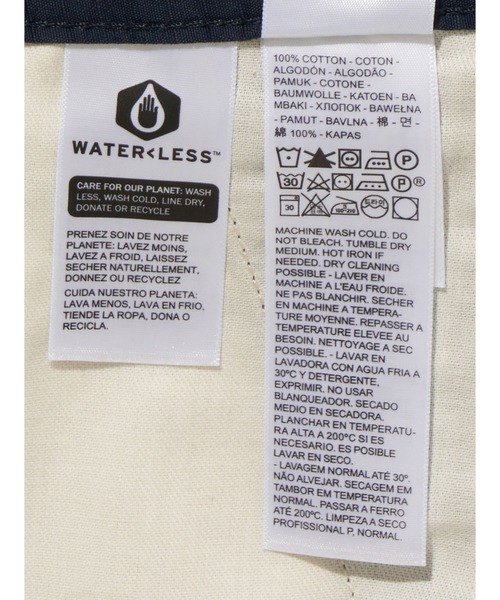 WATER<LESS™
CARE FOR OUR PLANET: WASH
LESS, WASH COLD, LINE DRY,
DONATE OR RECYCLE
PRENEZ SOIN DE NOTRE
PLANETE: LAVEZ MOINS,
LAVEZ A FROID, LAISSEZ
SECHER NATURELLEMENT,
DONNEZ OU RECYCLEZ
CUIDA NUESTRO PLANETA:
LAVA MENOS, LAVA EN FRIO,
TIENDE LA ROPA, DONA O
RECICLA.
100% COTTON - COTON -
ALGODÓN - ALGODÃO -
PAMUK - COTONE -
BAUMWOLLE - KATOEN - BA
MBAKI - ХЛОПОК - BAWEŁNA
- PAMUT - BAVLNA - 棉 - 면 -
綿 100% - KAPAS
P
30 P ®
30
MACHINE WASH COLD. DO
NOT BLEACH. TUMBLE DRY
MEDIUM. HOT IRON IF
NEEDED. DRY CLEANING
POSSIBLE - LAVER EN
MACHINE A L'EAU FROIDE.
NE PAS BLANCHIR. SECHER
EN MACHINE A TEMPERA-
TURE MOYENNE. REPASSER A
TEMPERATURE ELEVEE AU
BESOIN. NETTOYAGE A SEC
POSSIBLE. - LAVAR EN
LAVADORA CON AGUA FRIA A
30ºC Y DETERGENTE,
EXPRIMIR. NO USAR
BLANQUEADOR. SECADO
MEDIO EN SECADORA.
PLANCHAR EN TEMPERATU-
RA ALTA A 200ºC SI ES
NECESARIO. ES POSIBLE
LAVAR EN SECO.
- LAVAGEM NORMAL ATÉ 30º.
NÃO ALVEJAR. SECAGEM EM
TAMBOR EM TEMPERATURA
NORMAL. PASSAR A FERRO
ATÉ 200ºC. LIMPEZA A SECO
PROFISSIONAL P, NORMAL.